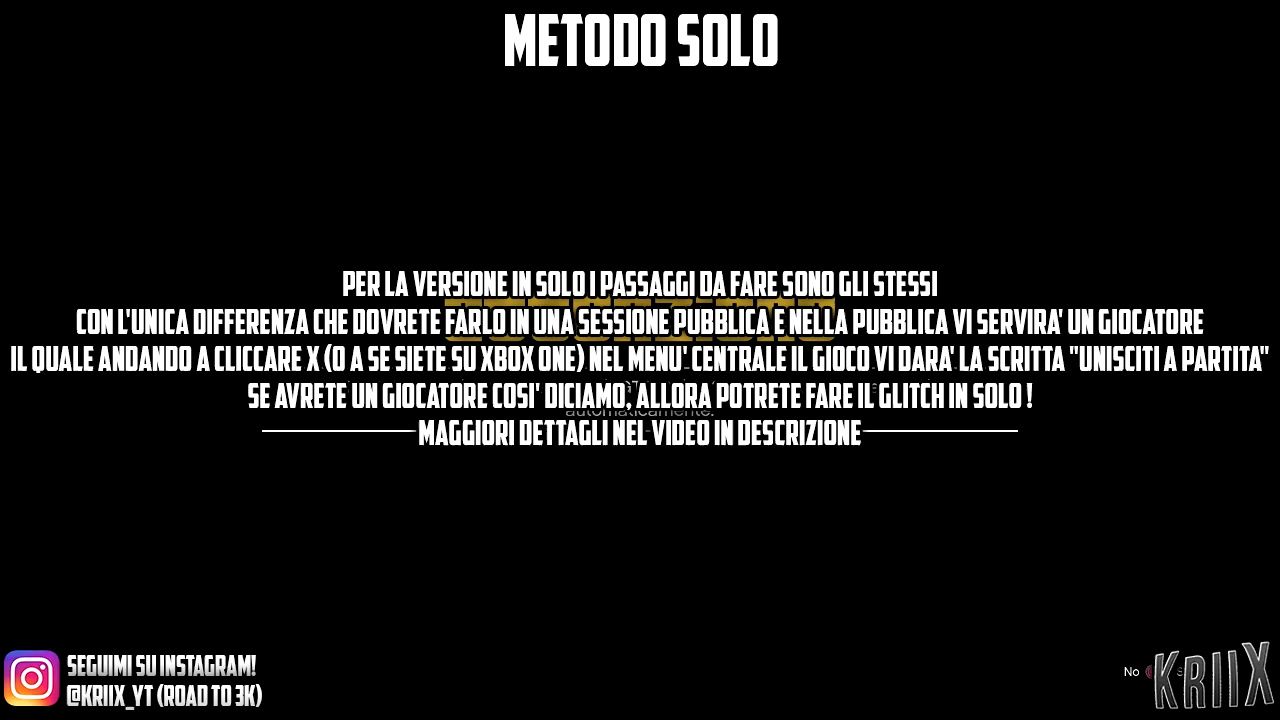 METODO SOLO
PER LA VERSIONE IN SOLO I PASSAGGI DA FARE SONO GLI STESSI
CON L'UNICA DIFFERENZA CHE DOVRETE FARLO IN UNA SESSIONE PUBBLICA E NELLA PUBBLICA VI SERVIRA' UN GIOCATORE
IL QUALE ANDANDO A CLICCARE X (O A SE SIETE SU XBOX ONE) NEL MENU' CENTRALE IL GIOCO VI DARA' LA SCRITTA "UNISCITI A PARTITA"
SE AVRETE UN GIOCATORE COSI' DICIAMO, ALLORA POTRETE FARE IL GLITCH IN SOLO !
automaticamente.
MAGGIORI DETTAGLI NEL VIDEO IN DESCRIZIONE
SEGUIMI SU INSTAGRAM!
@KRIIX_YT (ROAD TO 3K)
No
KRIIX